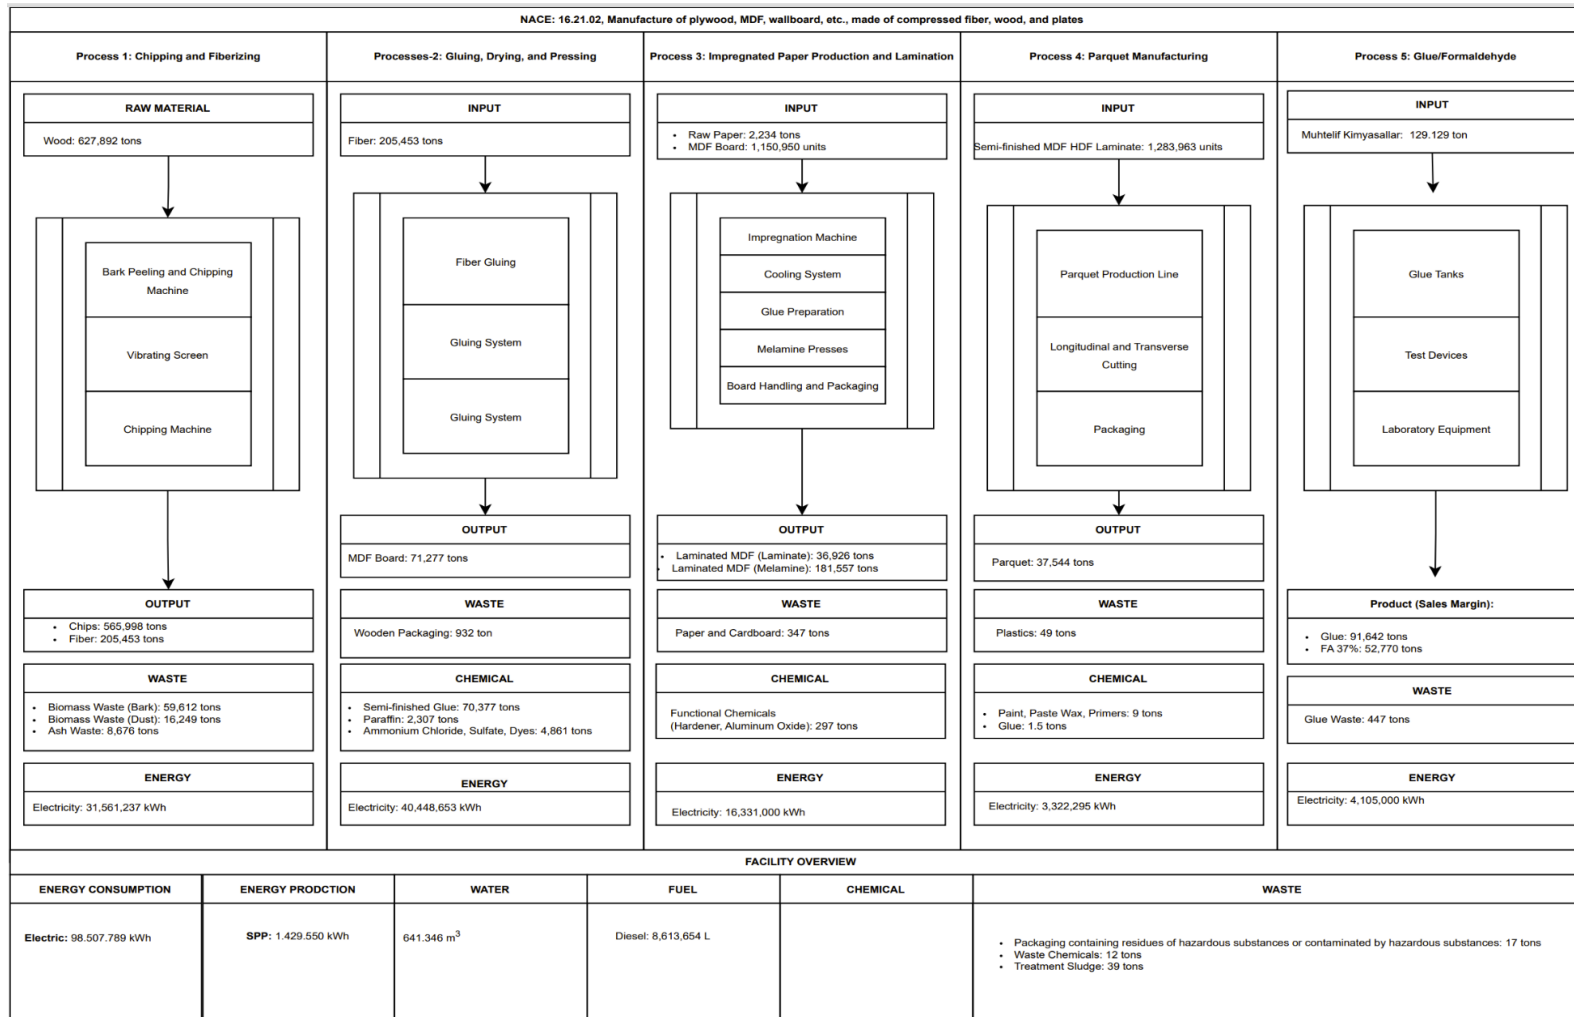 NACE: 16.21.02, Manufacture of plywood, MDF, wallboard, etc., made of compressed fiber, wood, and plates
Process 1: Chipping and Fiberizing
RAW MATERIAL
Wood: 627,892 tons
Bark Peeling and Chipping
Machine
Vibrating Screen
Chipping Machine
OUTPUT
• Chips: 565,998 tons
• Fiber: 205,453 tons
WASTE
• Biomass Waste (Bark): 59,612 tons
• Biomass Waste (Dust): 16,249 tons
• Ash Waste: 8,676 tons
ENERGY
Electricity: 31,561,237 kWh
Processes-2: Gluing, Drying, and Pressing
INPUT
Fiber: 205,453 tons
Fiber Gluing
Gluing System
Gluing System
OUTPUT
MDF Board: 71,277 tons
WASTE
Wooden Packaging: 932 ton
CHEMICAL
• Semi-finished Glue: 70,377 tons
• Paraffin: 2,307 tons
• Ammonium Chloride, Sulfate, Dyes: 4,861 tons
ENERGY
Electricity: 40,448,653 kWh
Process 3: Impregnated Paper Production and Lamination
INPUT
• Raw Paper: 2,234 tons
• MDF Board: 1,150,950 units
Impregnation Machine
Cooling System
Glue Preparation
Melamine Presses
Board Handling and Packaging
OUTPUT
• Laminated MDF (Laminate): 36,926 tons
• Laminated MDF (Melamine): 181,557 tons
WASTE
Paper and Cardboard: 347 tons
CHEMICAL
Functional Chemicals
(Hardener, Aluminum Oxide): 297 tons
ENERGY
Electricity: 16,331,000 kWh
Process 4: Parquet Manufacturing
INPUT
Semi-finished MDF HDF Laminate: 1,283,963 units
Parquet Production Line
Longitudinal and Transverse
Cutting
Packaging
OUTPUT
Parquet: 37,544 tons
WASTE
Plastics: 49 tons
CHEMICAL
• Paint, Paste Wax, Primers: 9 tons
• Glue: 1.5 tons
ENERGY
Electricity: 3,322,295 kWh
Process 5: Glue/Formaldehyde
INPUT
Muhtelif Kimyasallar: 129.129 ton
Glue Tanks
Test Devices
Laboratory Equipment
Product (Sales Margin):
• Glue: 91,642 tons
• FA 37%: 52,770 tons
WASTE
Glue Waste: 447 tons
ENERGY
Electricity: 4,105,000 kWh
FACILITY OVERVIEW
ENERGY CONSUMPTION
Electric: 98.507.789 kWh
ENERGY PRODCTION
SPP: 1.429.550 kWh
WATER
641.346 m³
FUEL
Diesel: 8,613,654 L
CHEMICAL
WASTE
• Packaging containing residues of hazardous substances or contaminated by hazardous substances: 17 tons
• Waste Chemicals: 12 tons
• Treatment Sludge: 39 tons